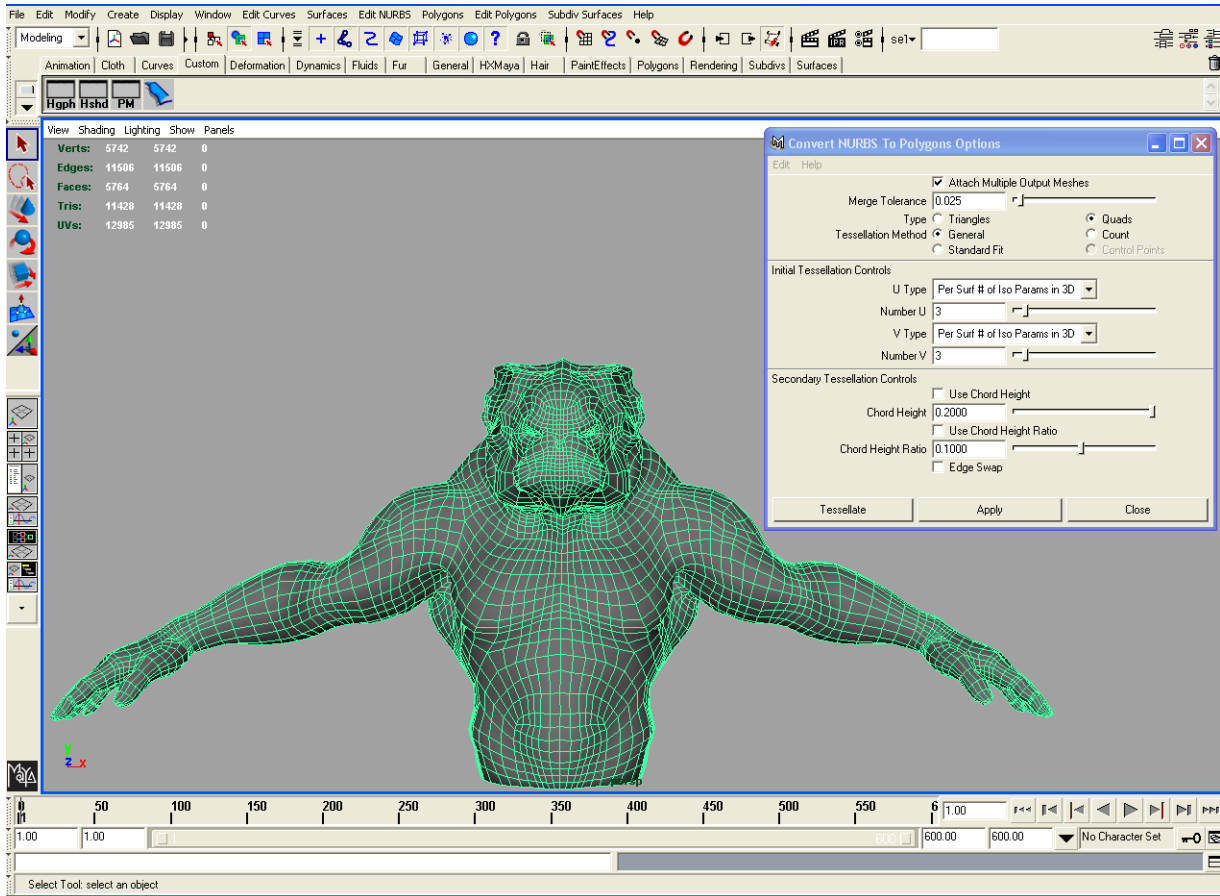 File Edit Modify Create Display Window Edit Curves Surfaces Edit NURBS Polygons Edit Polygons Subdiv Surfaces Help
Modeling sel
Animation Cloth Curves Custom Deformation Dynamics Fluids Fur General HXMaya Hair PaintEffects Polygons Rendering Subdivs Surfaces
Hgph Hshd PM
View Shading Lighting Show Panels
Verts: 5742 5742 0
Edges: 11506 11506 0
Faces: 5764 5764 0
Tris: 11428 11428 0
UVs: 12985 12985 0
Convert NURBS To Polygons Options
Edit Help
Attach Multiple Output Meshes
Merge Tolerance 0.025
Type Triangles Quads
Tessellation Method General Count
Standard Fit Control Points
Initial Tessellation Controls
U Type Per Surf # of Iso Params in 3D
Number U 3
V Type Per Surf # of Iso Params in 3D
Number V 3
Secondary Tessellation Controls
Use Chord Height
Chord Height 0.2000
Use Chord Height Ratio
Chord Height Ratio 0.1000
Edge Swap
Tessellate Apply Close
y
z x
persp
MAYA
0 50 100 150 200 250 300 350 400 450 500 550 6 1.00
1
1.00 1.00 1 600 600.00 600.00 No Character Set
Select Tool: select an object